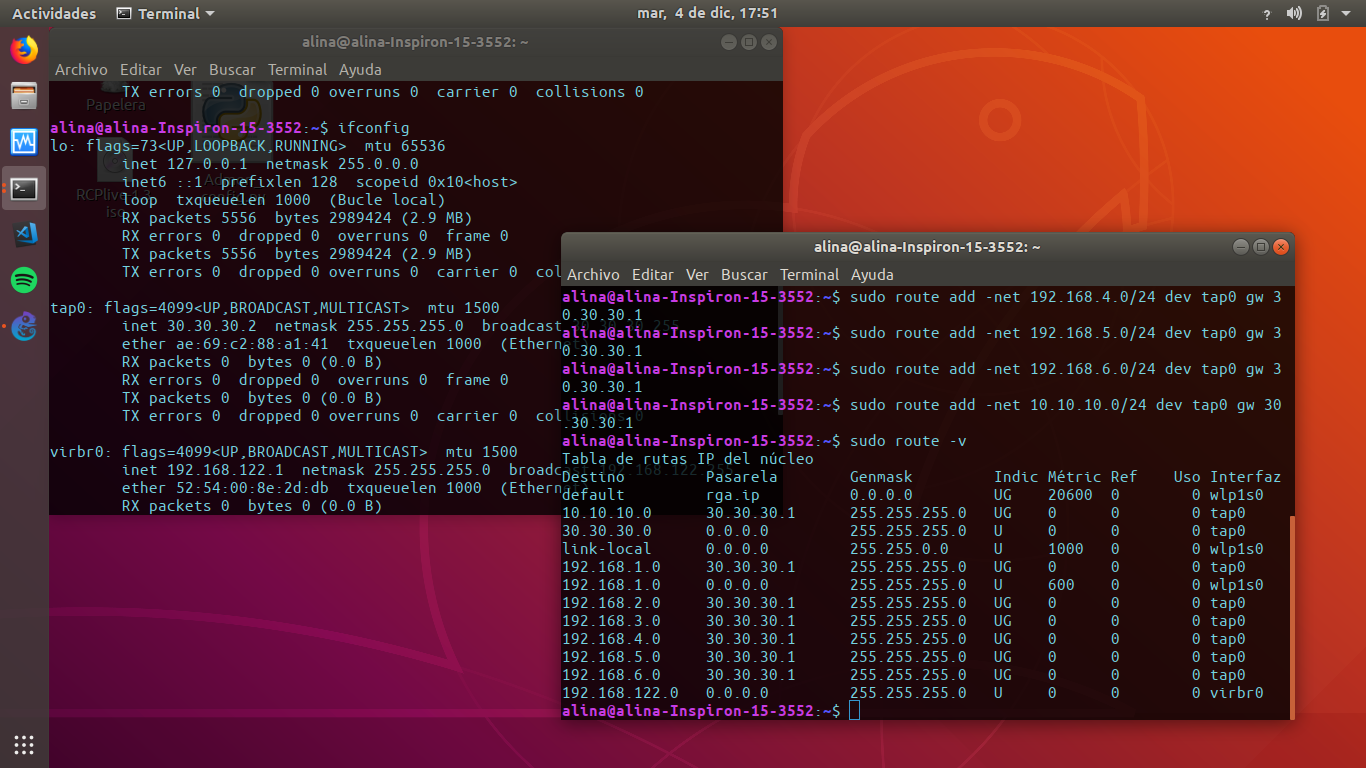 Actividades
Terminal
mar, 4 de dic, 17:51
?
alina@alina-Inspiron-15-3552: ~
Archivo Editar Ver Buscar Terminal Ayuda
Papelera
TX errors 0 dropped 0 overruns 0 carrier 0 collisions 0
alina@alina-Inspiron-15-3552:~$ ifconfig
lo: flags=73<UP,LOOPBACK,RUNNING> mtu 65536
inet 127.0.0.1 netmask 255.0.0.0
inet6 ::1 prefixlen 128 scopeid 0x10<host>
loop txqueuelen 1000 (Bucle local)
RX packets 5556 bytes 2989424 (2.9 MB)
RX errors 0 dropped 0 overruns 0 frame 0
TX packets 5556 bytes 2989424 (2.9 MB)
TX errors 0 dropped 0 overruns 0 carrier 0 col
tap0: flags=4099<UP,BROADCAST,MULTICAST> mtu 1500
inet 30.30.30.2 netmask 255.255.255.0 broadcast
ether ae:69:c2:88:a1:41 txqueuelen 1000 (Ethern
RX packets 0 bytes 0 (0.0 B)
RX errors 0 dropped 0 overruns 0 frame 0
TX packets 0 bytes 0 (0.0 B)
TX errors 0 dropped 0 overruns 0 carrier 0 col
virbr0: flags=4099<UP,BROADCAST,MULTICAST> mtu 1500
inet 192.168.122.1 netmask 255.255.255.0 broadc
ether 52:54:00:8e:2d:db txqueuelen 1000 (Ethern
RX packets 0 bytes 0 (0.0 B)
alina@alina-Inspiron-15-3552: ~
Archivo Editar Ver Buscar Terminal Ayuda
alina@alina-Inspiron-15-3552:~$ sudo route add -net 192.168.4.0/24 dev tap0 gw 3
0.30.30.1
alina@alina-Inspiron-15-3552:~$ sudo route add -net 192.168.5.0/24 dev tap0 gw 3
0.30.30.1
alina@alina-Inspiron-15-3552:~$ sudo route add -net 192.168.6.0/24 dev tap0 gw 3
0.30.30.1
alina@alina-Inspiron-15-3552:~$ sudo route add -net 10.10.10.0/24 dev tap0 gw 30
.30.30.1
alina@alina-Inspiron-15-3552:~$ sudo route -v
Tabla de rutas IP del núcleo
Destino Pasarela Genmask Indic Métric Ref Uso Interfaz
default rga.ip 0.0.0.0 UG 20600 0 0 wlp1s0
10.10.10.0 30.30.30.1 255.255.255.0 UG 0 0 0 tap0
30.30.30.0 0.0.0.0 255.255.255.0 U 0 0 0 tap0
link-local 0.0.0.0 255.255.0.0 U 1000 0 0 wlp1s0
192.168.1.0 30.30.30.1 255.255.255.0 UG 0 0 0 tap0
192.168.1.0 0.0.0.0 255.255.255.0 U 600 0 0 wlp1s0
192.168.2.0 30.30.30.1 255.255.255.0 UG 0 0 0 tap0
192.168.3.0 30.30.30.1 255.255.255.0 UG 0 0 0 tap0
192.168.4.0 30.30.30.1 255.255.255.0 UG 0 0 0 tap0
192.168.5.0 30.30.30.1 255.255.255.0 UG 0 0 0 tap0
192.168.6.0 30.30.30.1 255.255.255.0 UG 0 0 0 tap0
192.168.122.0 0.0.0.0 255.255.255.0 U 0 0 0 virbr0
alina@alina-Inspiron-15-3552:~$